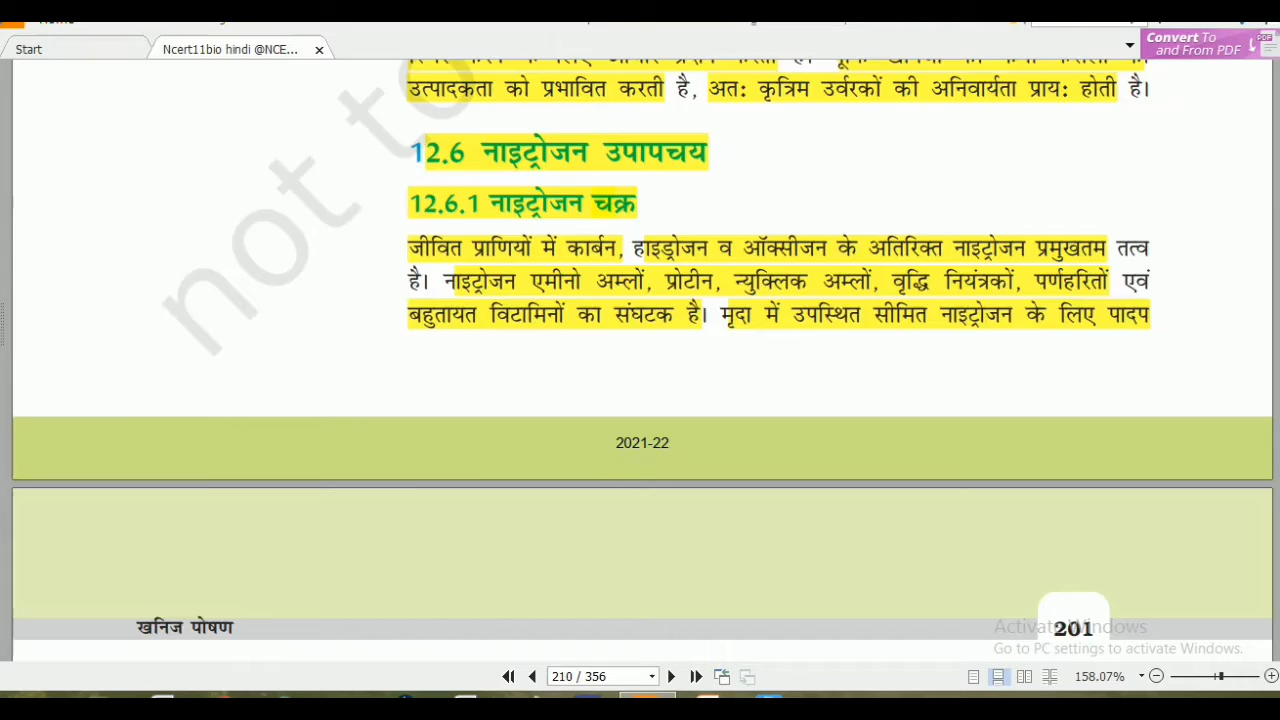 Start
Ncert11bio hindi @NCE...
Convert To
and From PDF
PDF
उत्पादकता को प्रभावित करती है, अतः कृत्रिम उर्वरकों की अनिवार्यता प्रायः होती है।
12.6 नाइट्रोजन उपापचय
12.6.1 नाइट्रोजन चक्र
जीवित प्राणियों में कार्बन, हाइड्रोजन व ऑक्सीजन के अतिरिक्त नाइट्रोजन प्रमुखतम तत्व
है। नाइट्रोजन एमीनो अम्लों, प्रोटीन, न्युक्लिक अम्लों, वृद्धि नियंत्रकों, पर्णहरितों एवं
बहुतायत विटामिनों का संघटक है। मृदा में उपस्थित सीमित नाइट्रोजन के लिए पादप
not to
2021-22
खनिज पोषण
201
Activate Windows
Go to PC settings to activate Windows.
210 / 356
158.07%